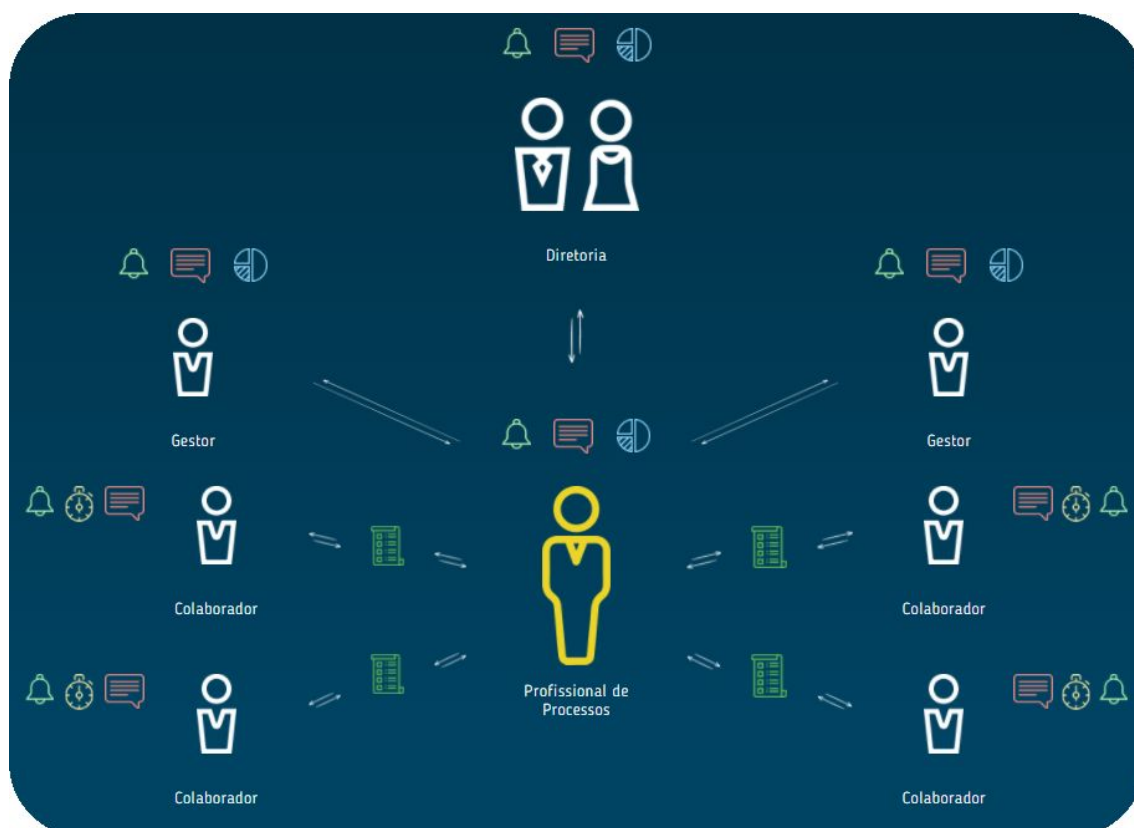 Diretoria
Gestor
Gestor
Colaborador
Colaborador
Profissional de
Processos
Colaborador
Colaborador